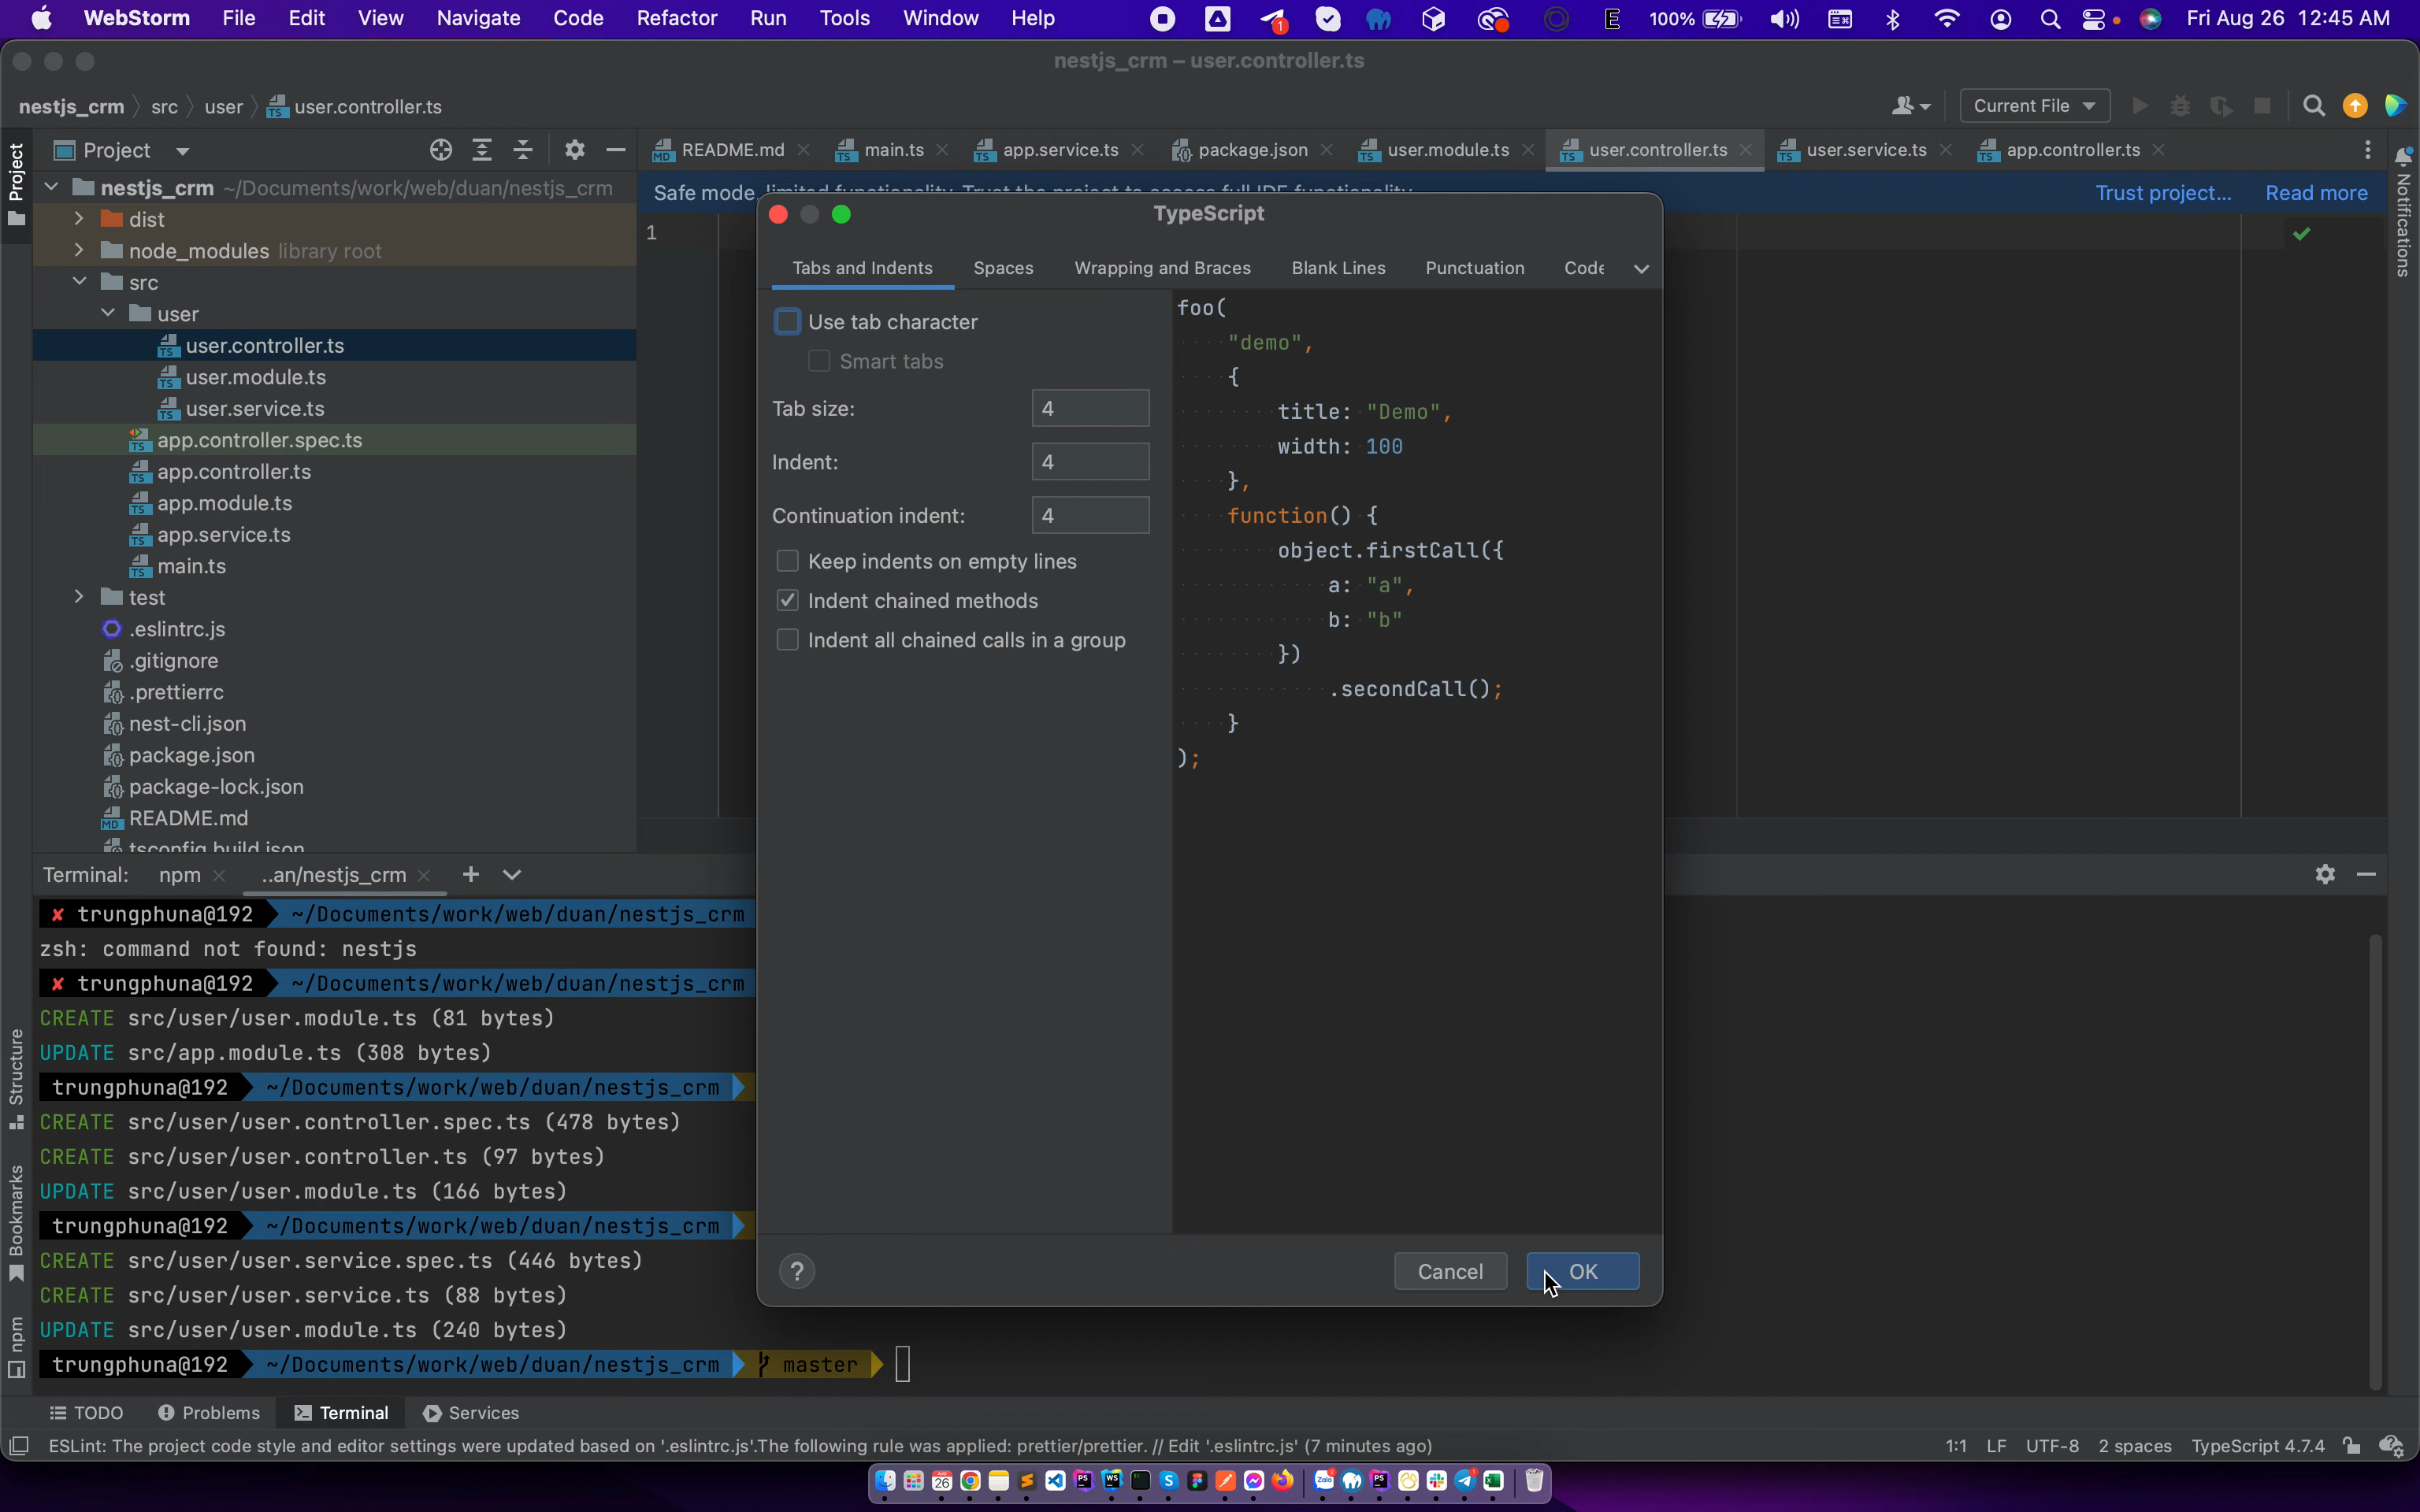 WebStorm File Edit View Navigate Code Refactor Run Tools Window Help 1 E 100% Fri Aug 26 12:45 AM
nestjs_crm – user.controller.ts
nestjs_crm src user user.controller.ts Current File
Project
Project
README.md main.ts app.service.ts package.json user.module.ts user.controller.ts user.service.ts app.controller.ts
Notifications
nestjs_crm ~/Documents/work/web/duan/nestjs_crm
dist
node_modules library root
src
user
user.controller.ts
user.module.ts
user.service.ts
app.controller.spec.ts
app.controller.ts
app.module.ts
app.service.ts
main.ts
test
.eslintrc.js
.gitignore
.prettierrc
nest-cli.json
package.json
package-lock.json
README.md
tsconfig.build.json
Safe mode Trust project... Read more
1
TypeScript
Tabs and Indents Spaces Wrapping and Braces Blank Lines Punctuation Code
Use tab character
Smart tabs
Tab size: 4
Indent: 4
Continuation indent: 4
Keep indents on empty lines
Indent chained methods
Indent all chained calls in a group
foo(
"demo",
{
title: "Demo",
width: 100
},
function() {
object.firstCall({
a: "a",
b: "b"
})
.secondCall();
}
);
? Cancel OK
Terminal: npm ..an/nestjs_crm
✘ trungphuna@192 ~/Documents/work/web/duan/nestjs_crm
zsh: command not found: nestjs
✘ trungphuna@192 ~/Documents/work/web/duan/nestjs_crm
CREATE src/user/user.module.ts (81 bytes)
UPDATE src/app.module.ts (308 bytes)
trungphuna@192 ~/Documents/work/web/duan/nestjs_crm
CREATE src/user/user.controller.spec.ts (478 bytes)
CREATE src/user/user.controller.ts (97 bytes)
UPDATE src/user/user.module.ts (166 bytes)
trungphuna@192 ~/Documents/work/web/duan/nestjs_crm
CREATE src/user/user.service.spec.ts (446 bytes)
CREATE src/user/user.service.ts (88 bytes)
UPDATE src/user/user.module.ts (240 bytes)
trungphuna@192 ~/Documents/work/web/duan/nestjs_crm master
Structure
Bookmarks
npm
TODO Problems Terminal Services
ESLint: The project code style and editor settings were updated based on '.eslintrc.js'.The following rule was applied: prettier/prettier. // Edit '.eslintrc.js' (7 minutes ago) 1:1 LF UTF-8 2 spaces TypeScript 4.7.4
26 PS WS Zalo PS